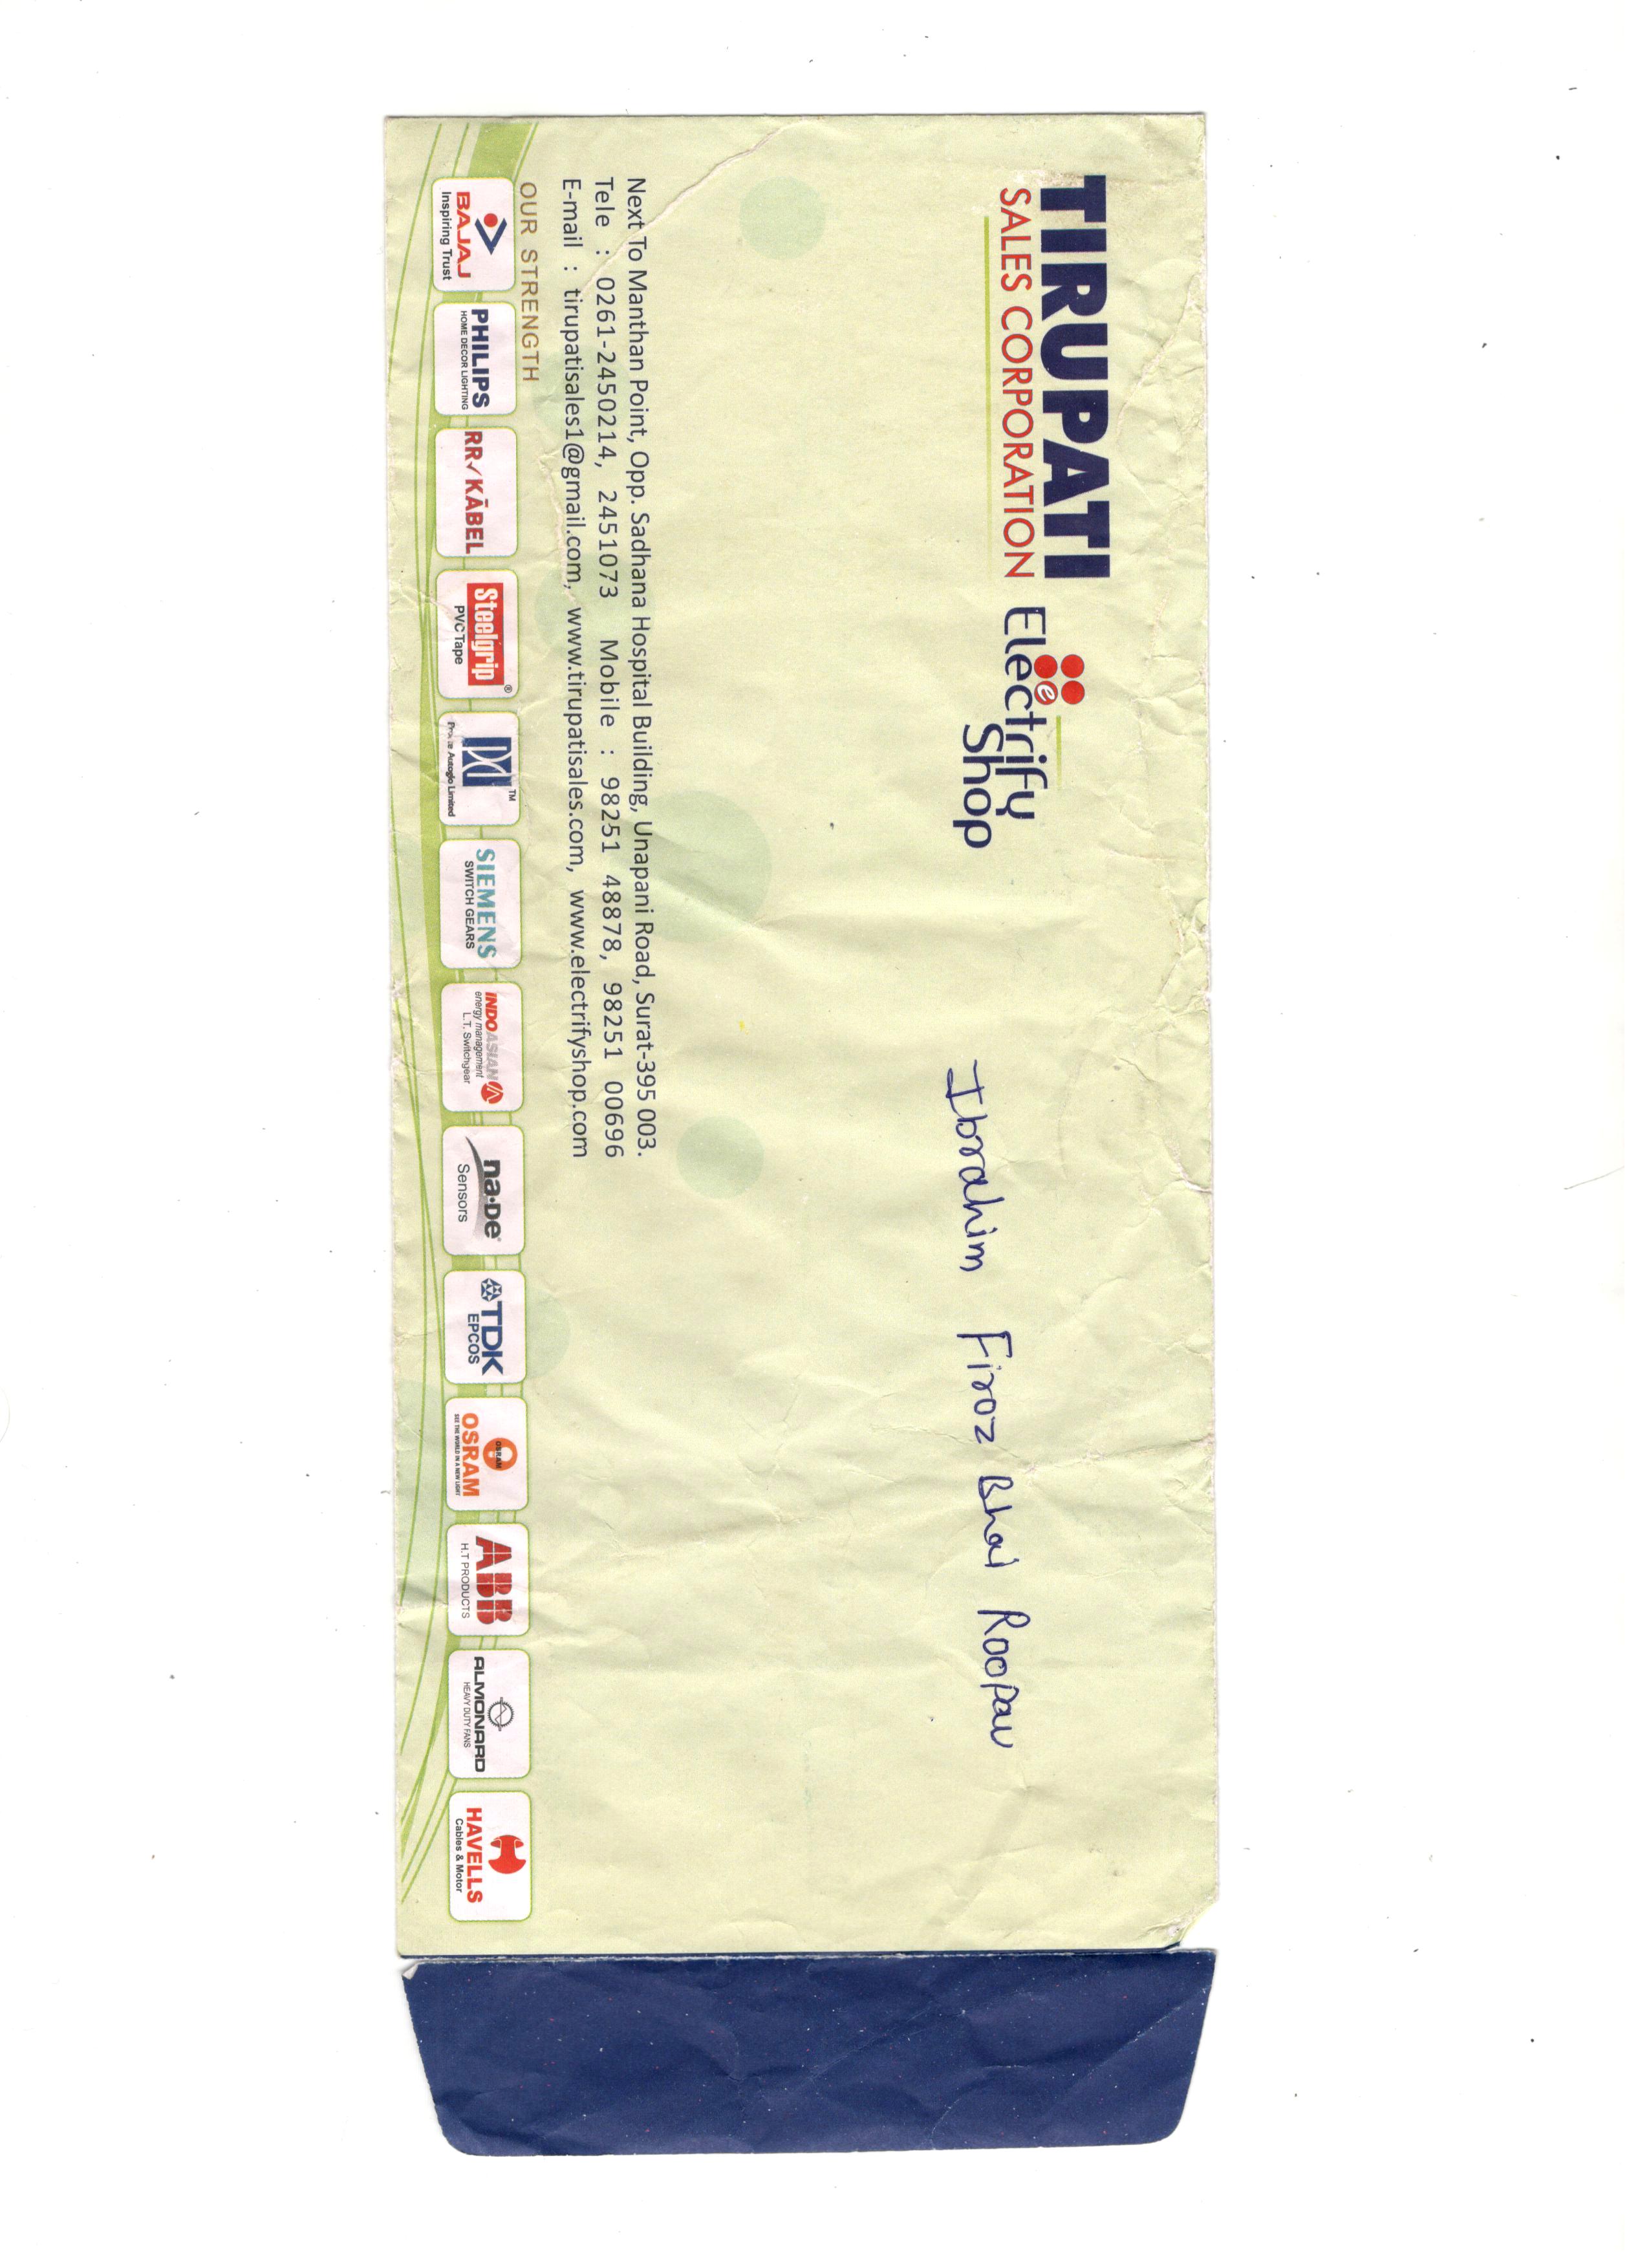 TIRUPATI
SALES CORPORATION
e
Electrify
Shop
Ibrahim Firoz Bhai
Next To Manthan Point, Opp. Sadhana Hospital Building, Unapani Road, Surat-395 003.
Tele : 0261-2450214, 2451073 Mobile : 98251 48878, 98251 00696
E-mail : tirupatisales1@gmail.com, www.tirupatisales.com, www.electrifyshop.com
OUR STRENGTH
BAJAJ
Inspiring Trust
PHILIPS
HOME DECOR LIGHTING
RR KĀBEL
Steelgrip®
PVC Tape
TM
Autoglo Limited
SIEMENS
SWITCH GEARS
INDOASIAN
energy management
L.T. Switchgear
na·De®
Sensors
TDK
EPCOS
OSRAM
OSRAM
SEE THE WORLD IN A NEW LIGHT
ABB
H.T PRODUCTS
ALMONARD
HEAVY DUTY FANS
HAVELLS
Cables & Motor